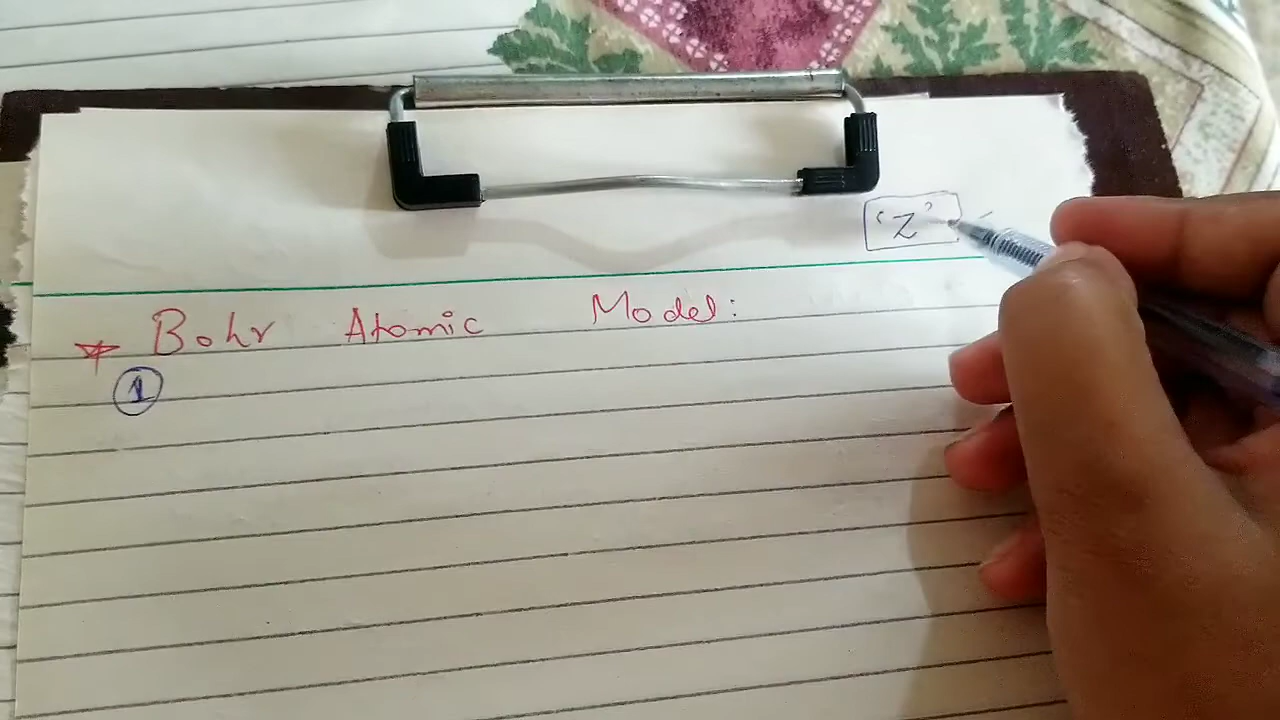 'Z'
* Bohr Atomic Model:
①